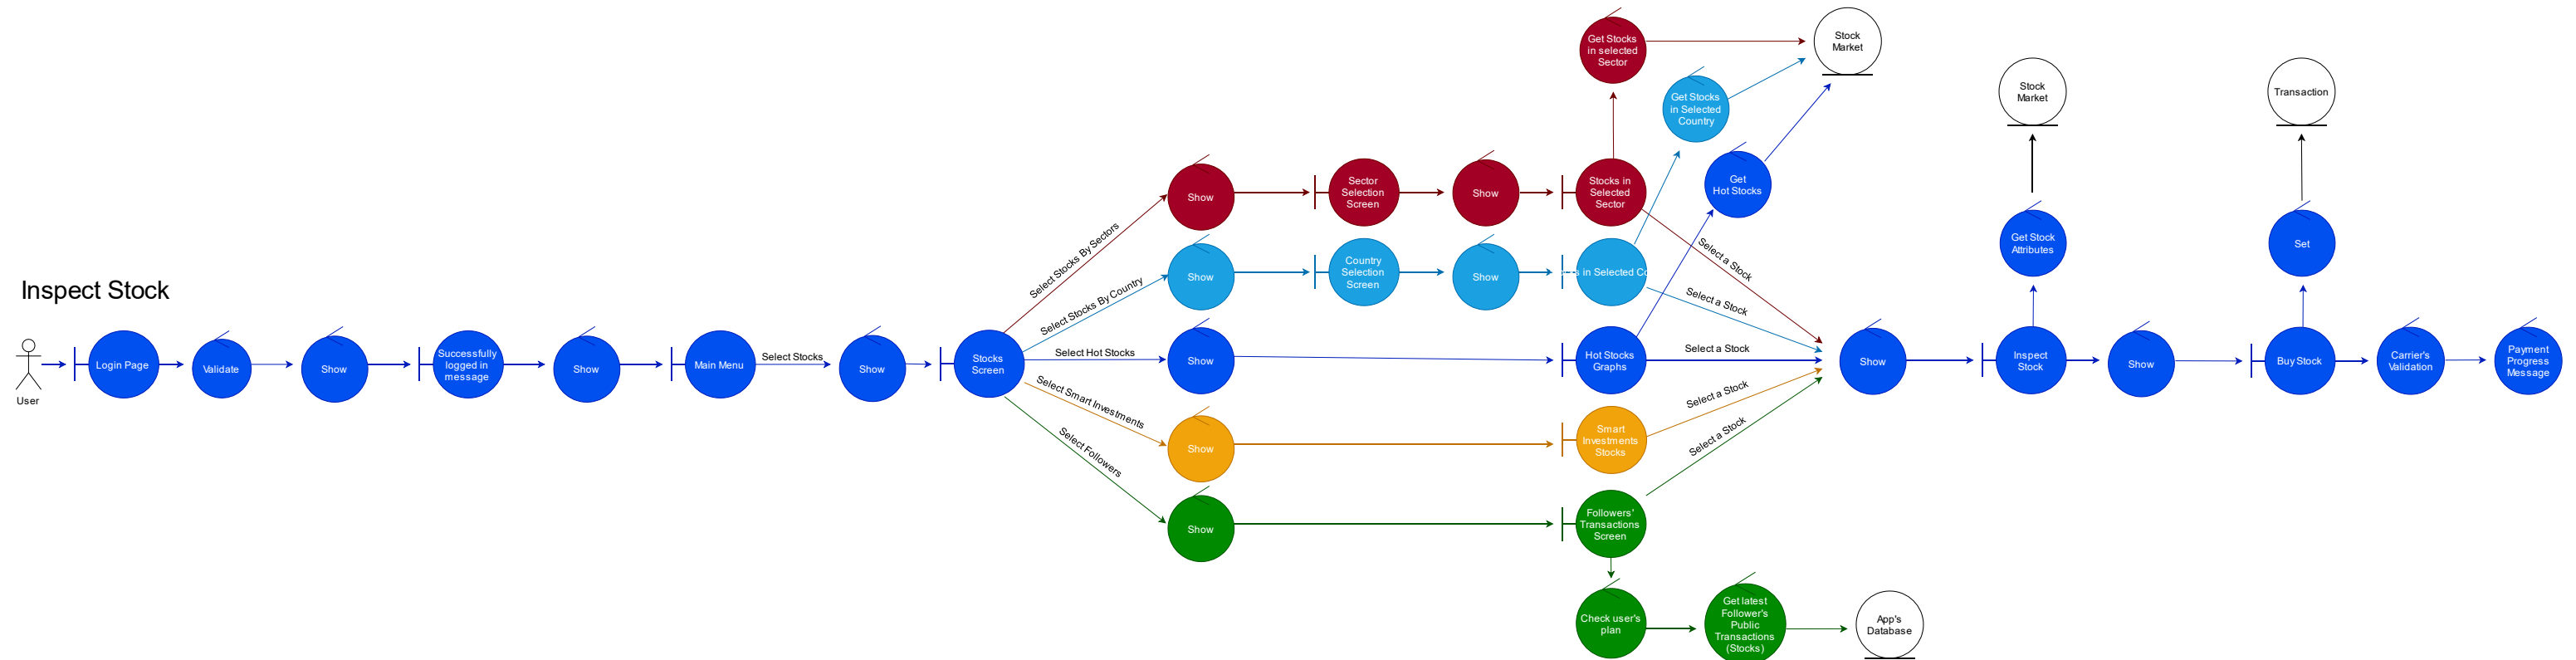 Get Stocks
in selected
Sector
Stock
Market
Get Stocks
in Selected
Country
Stock
Market
Transaction
Get
Hot Stocks
Show
Sector
Selection
Screen
Show
Stocks in
Selected
Sector
Select Stocks By Sectors
Select a Stock
Get Stock
Attributes
Set
Show
Country
Selection
Screen
Show
in Selected
Select Stocks By Country
Select a Stock
Inspect Stock
User
Login Page
Validate
Show
Successfully
logged in
message
Show
Main Menu
Select Stocks
Show
Stocks
Screen
Select Hot Stocks
Show
Hot Stocks
Graphs
Select a Stock
Show
Inspect
Stock
Show
Buy Stock
Carrier's
Validation
Payment
Progress
Message
Select Smart Investments
Show
Smart
Investments
Stocks
Select a Stock
Select Followers
Show
Followers'
Transactions
Screen
Select a Stock
Check user's
plan
Get latest
Follower's
Public
Transactions
(Stocks)
App's
Database